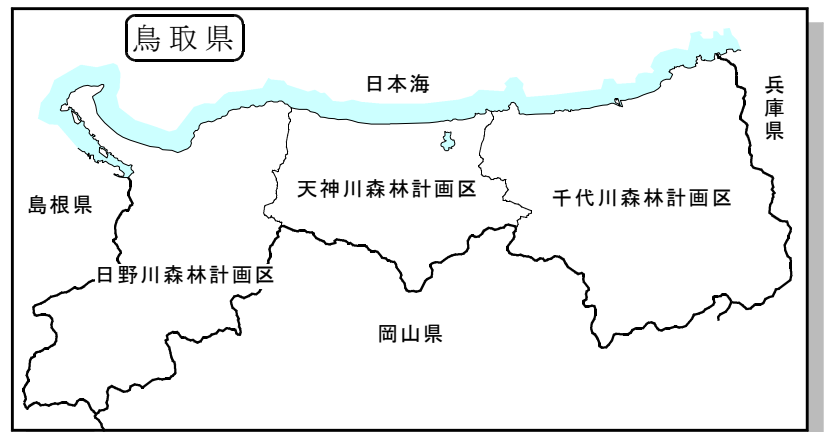 鳥取県
日本海
兵庫県
島根県
天神川森林計画区
千代川森林計画区
日野川森林計画区
岡山県